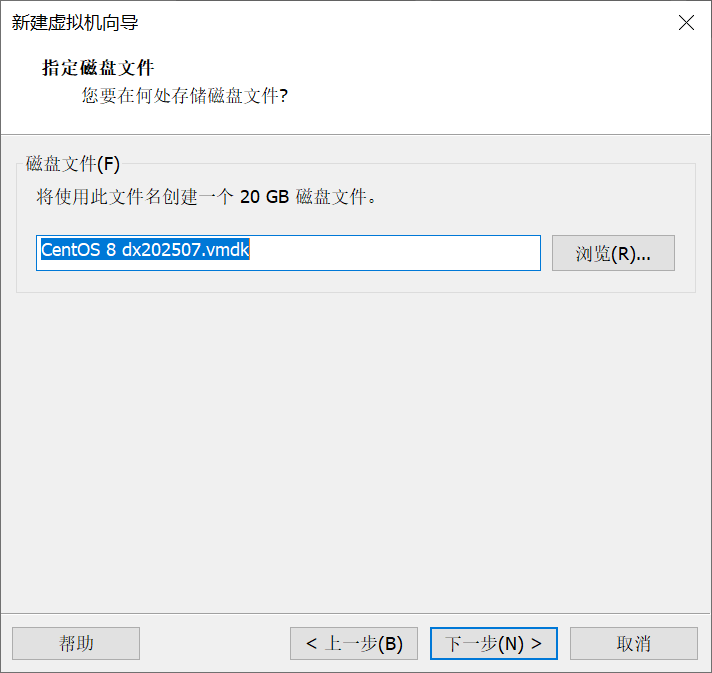 新建虚拟机向导
指定磁盘文件
您要在何处存储磁盘文件?
磁盘文件(F)
将使用此文件名创建一个 20 GB 磁盘文件。
CentOS 8 dx202507.vmdk
浏览(R)...
帮助
< 上一步(B)
下一步(N) >
取消